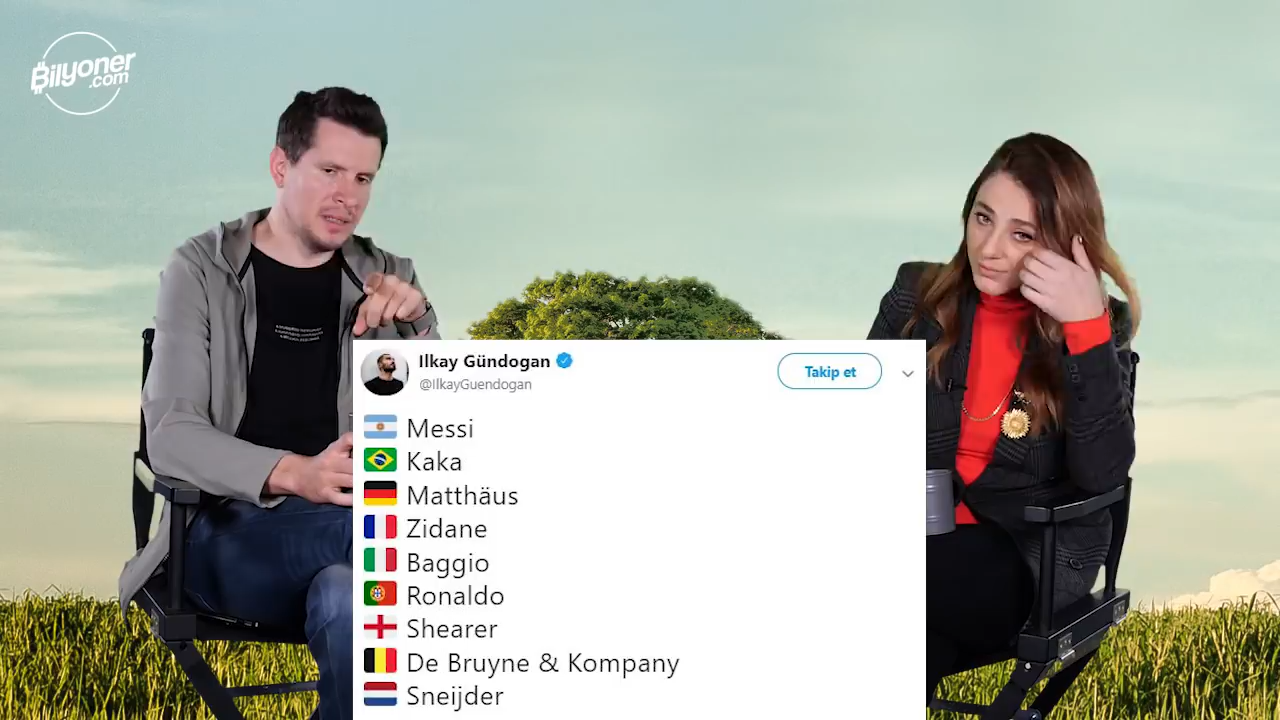 Bilyoner
.com
Ilkay Gündogan
@IlkayGuendogan
Takip et
Messi
Kaka
Matthäus
Zidane
Baggio
Ronaldo
Shearer
De Bruyne & Kompany
Sneijder